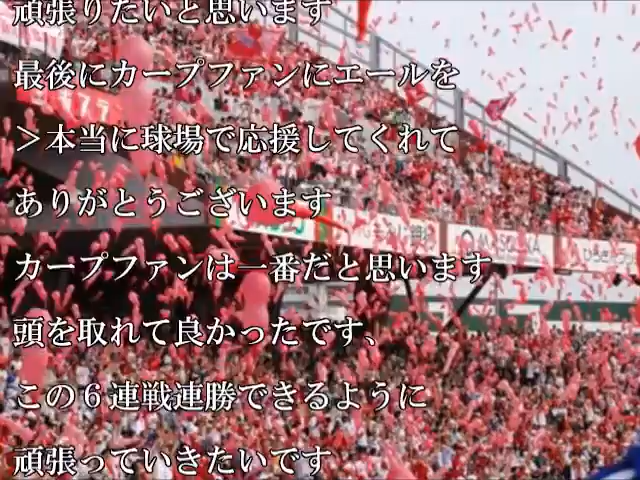 頑張りたいと思います
最後にカープファンにエールを
＞本当に球場で応援してくれて
ありがとうございます
カープファンは一番だと思います
頭を取れて良かったです、
この６連戦連勝できるように
頑張っていきたいです